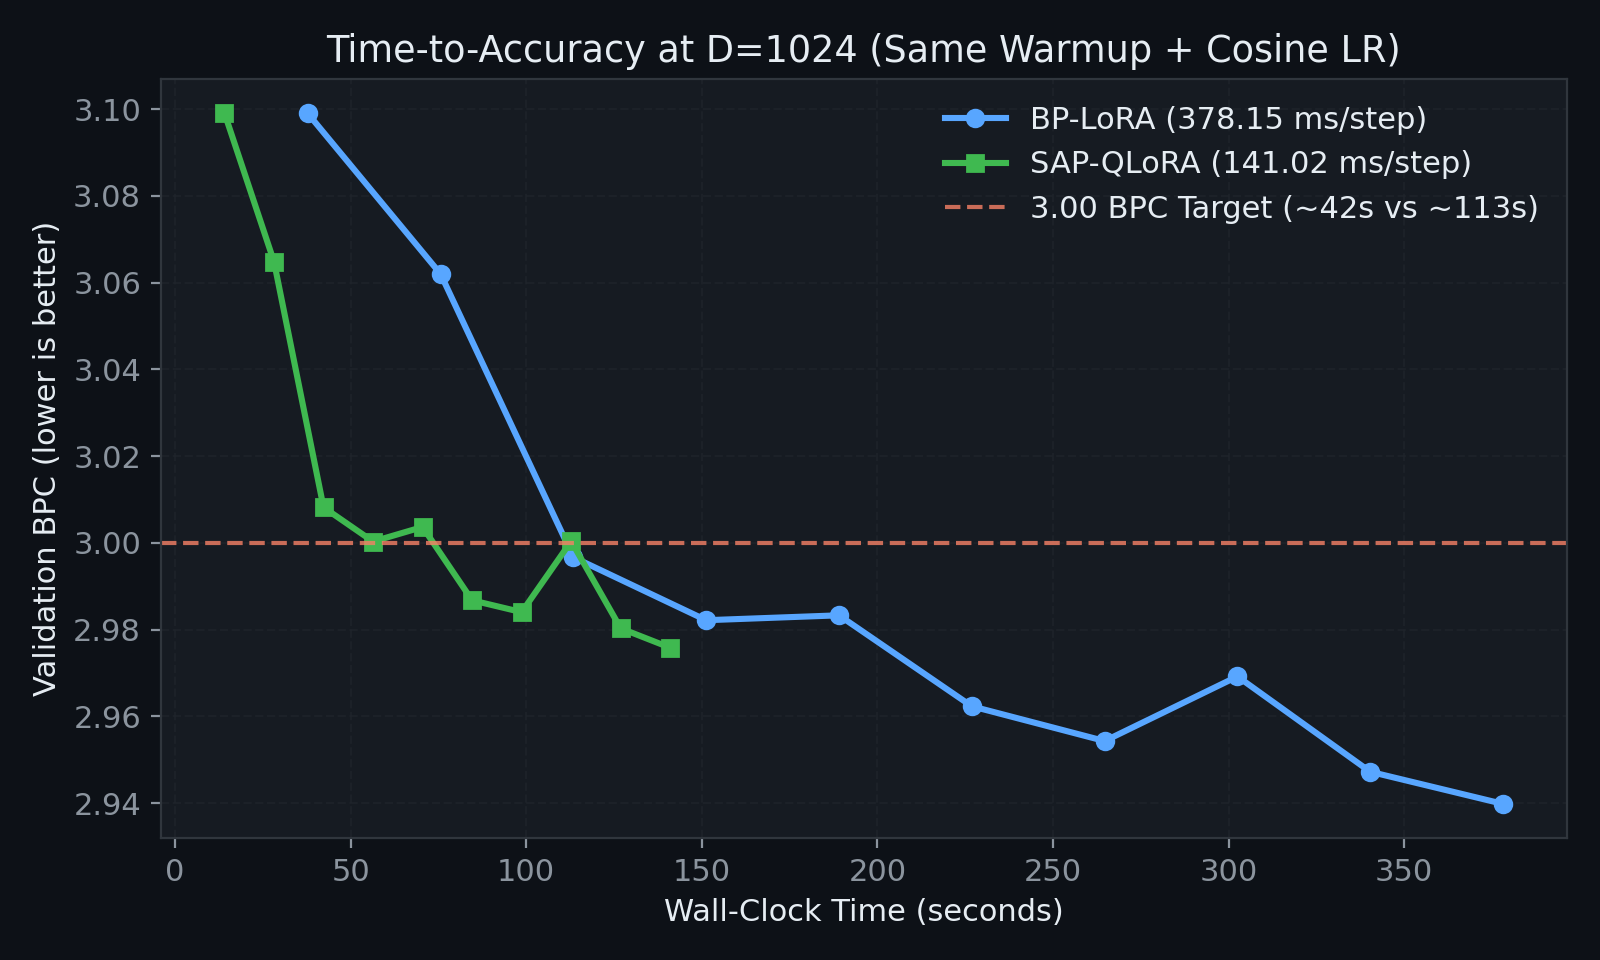 Time-to-Accuracy at D=1024 (Same Warmup + Cosine LR)
BP-LoRA (378.15 ms/step)
SAP-QLoRA (141.02 ms/step)
3.00 BPC Target (~42s vs ~113s)
Validation BPC (lower is better)
3.10
3.08
3.06
3.04
3.02
3.00
2.98
2.96
2.94
0 50 100 150 200 250 300 350
Wall-Clock Time (seconds)